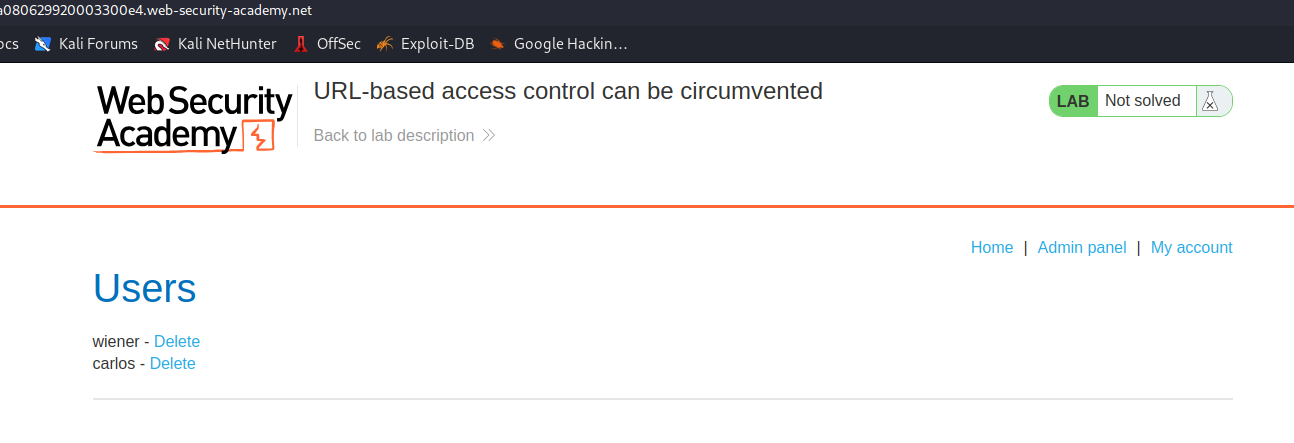 a080629920003300e4.web-security-academy.net
ocs Kali Forums Kali NetHunter OffSec Exploit-DB Google Hackin…
Web Security
Academy
URL-based access control can be circumvented
Back to lab description
LAB Not solved
Home | Admin panel | My account
Users
wiener - Delete
carlos - Delete